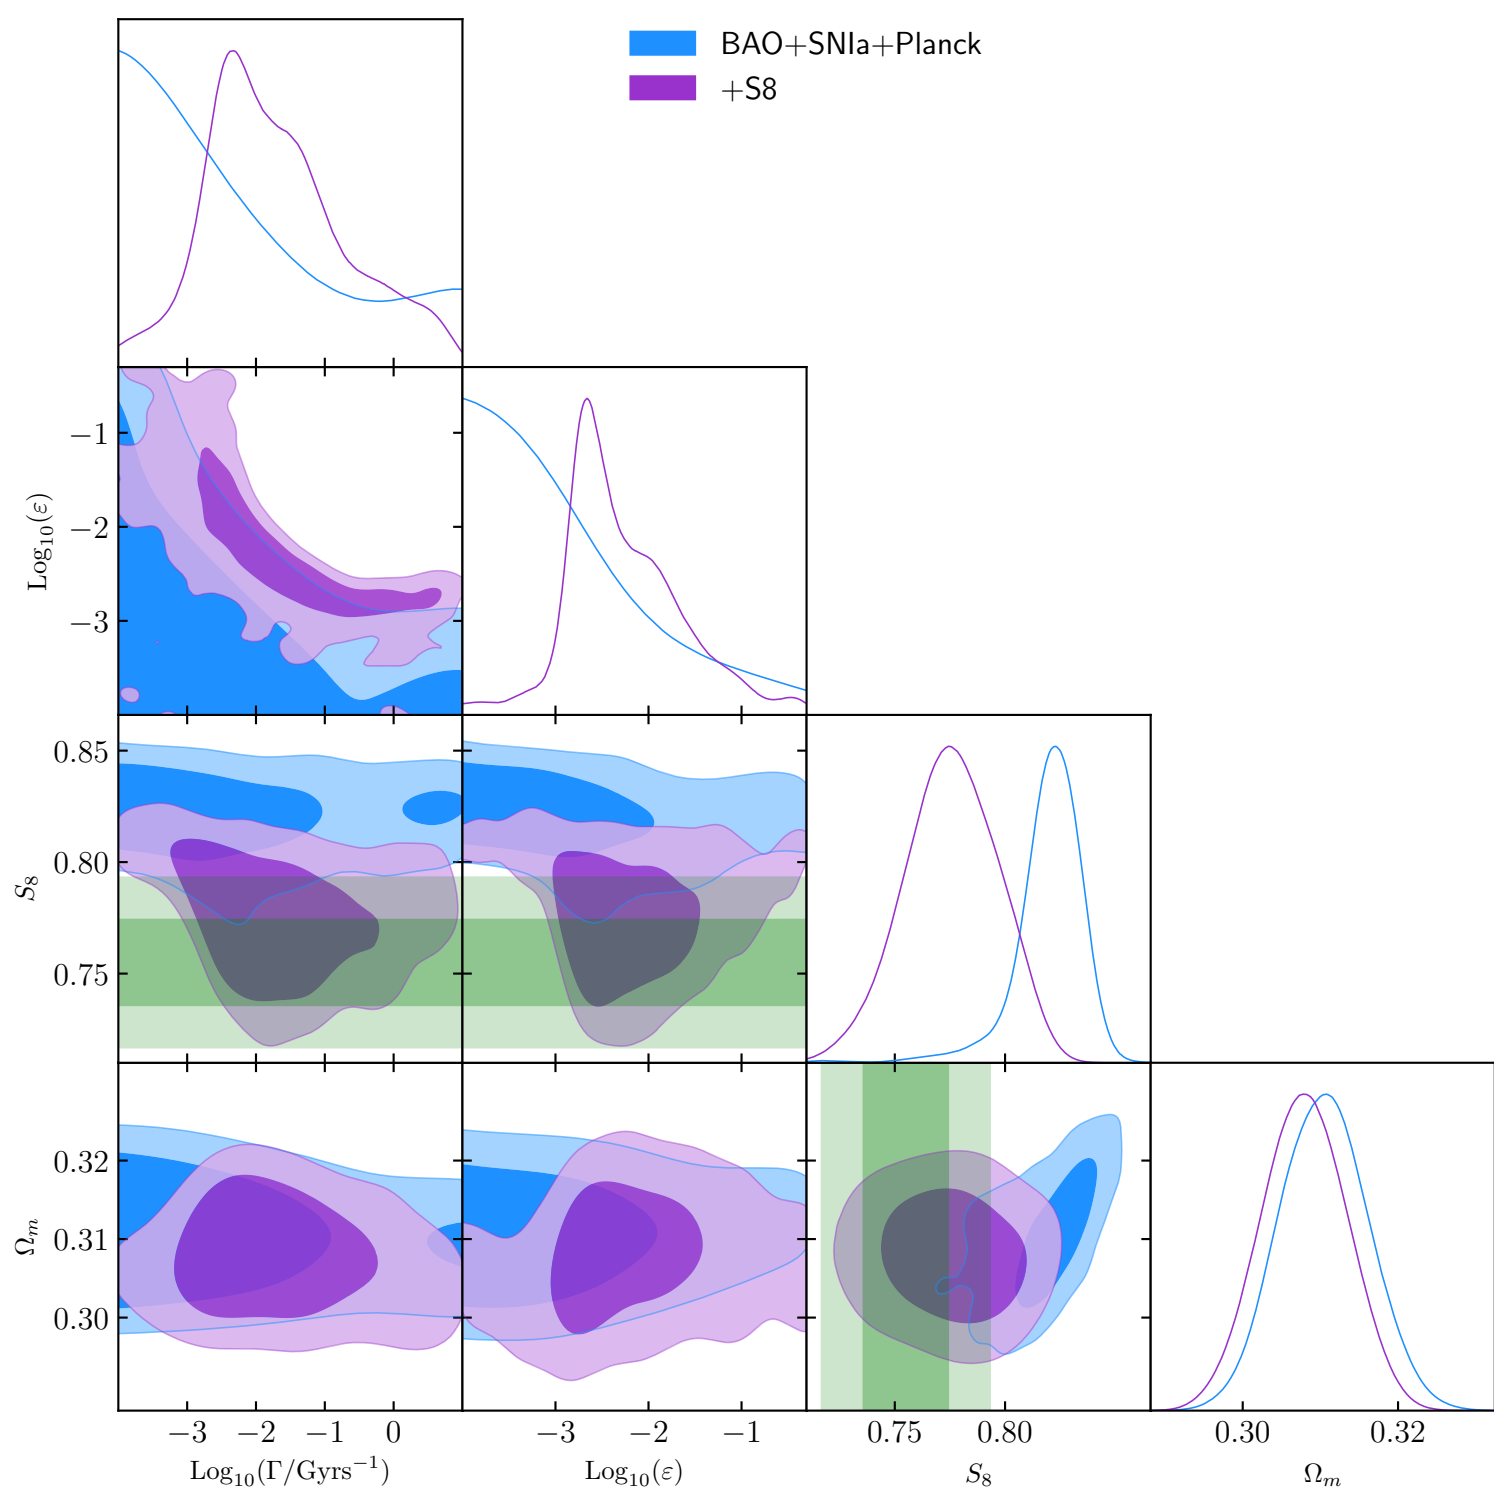 BAO+SNIa+Planck
+S8
−1
−2
−3
Log₁₀(ε)
0.85
0.80
0.75
S₈
0.32
0.31
0.30
Ωₘ
−3 −2 −1 0 −3 −2 −1 0.75 0.80 0.30 0.32
Log₁₀(Γ/Gyrs⁻¹) Log₁₀(ε) S₈ Ωₘ